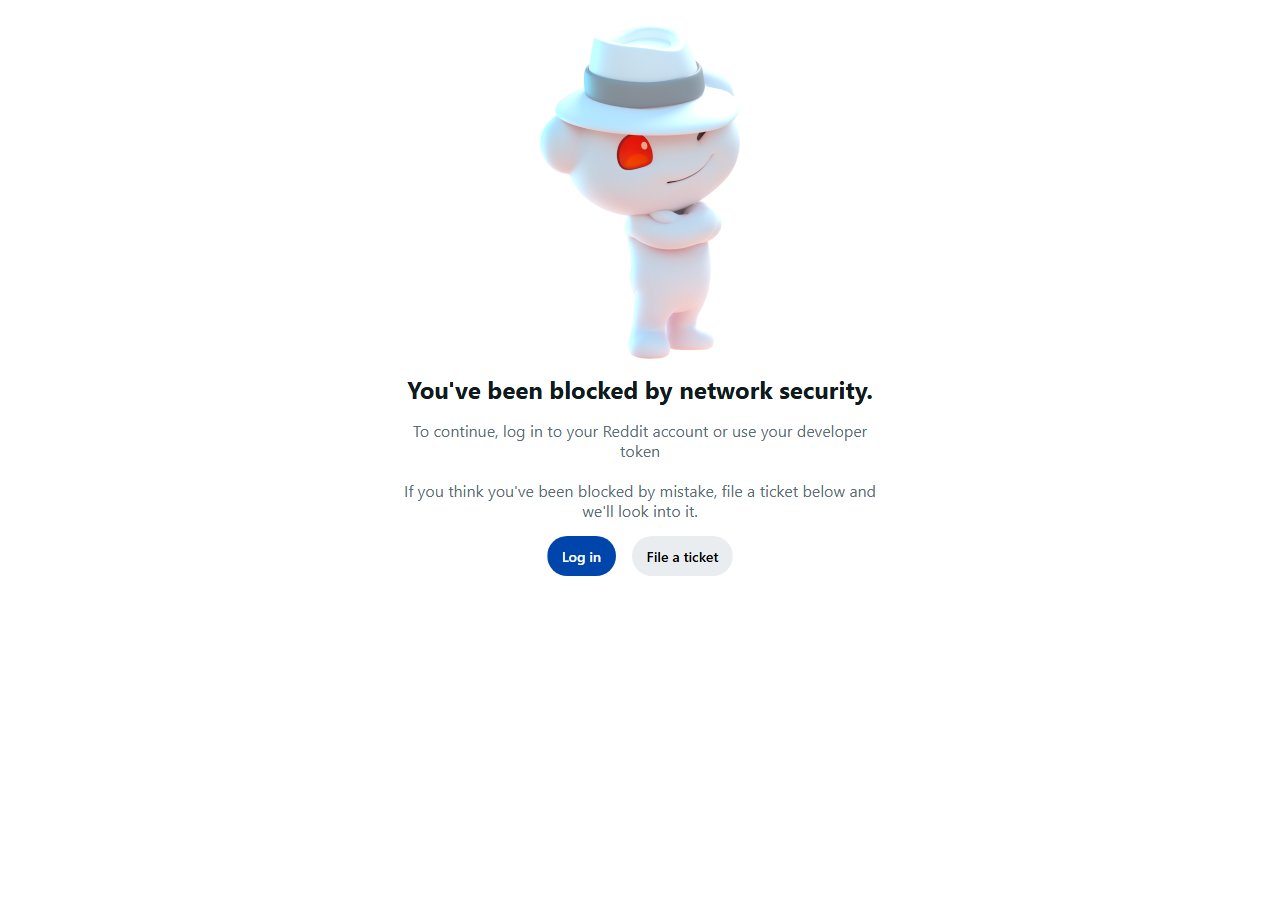 You've been blocked by network security.
To continue, log in to your Reddit account or use your developer
token
If you think you've been blocked by mistake, file a ticket below and
we'll look into it.
Log in
File a ticket